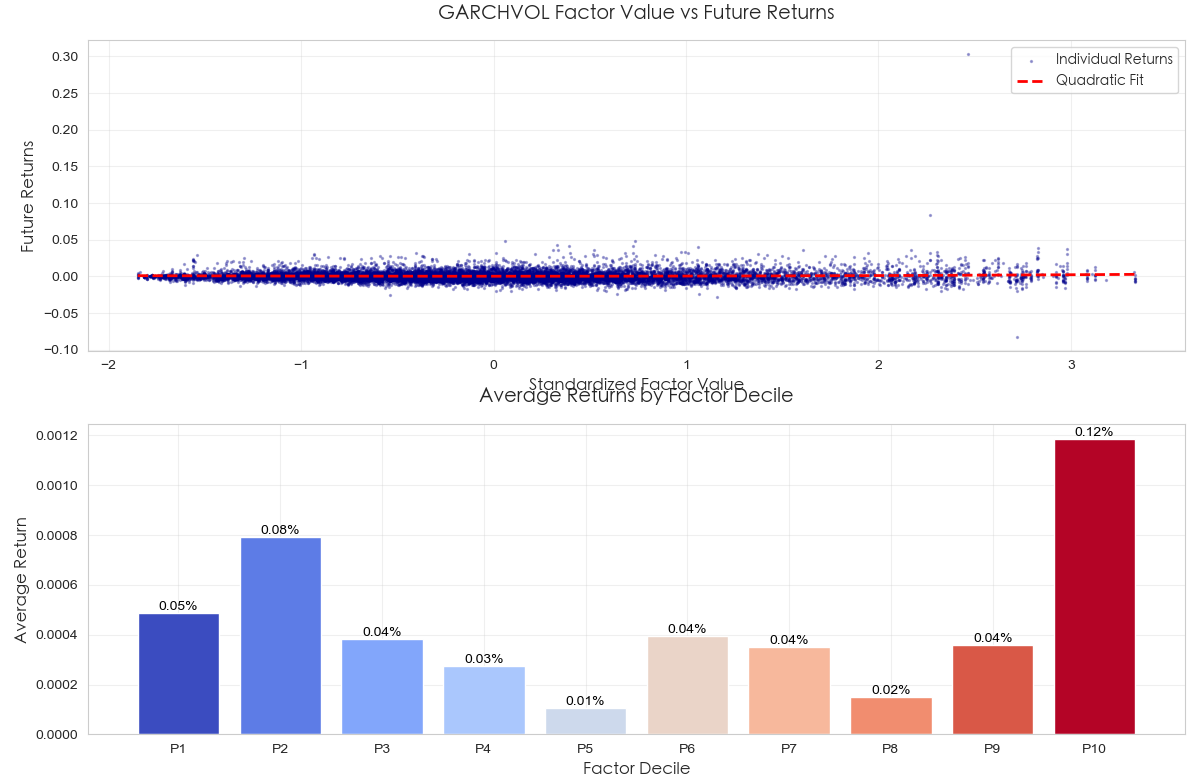 GARCHVOL Factor Value vs Future Returns
Individual Returns
Quadratic Fit
Future Returns
0.30
0.25
0.20
0.15
0.10
0.05
0.00
−0.05
−0.10
−2
−1
0
1
2
3
Standardized Factor Value
Average Returns by Factor Decile
Average Return
0.0012
0.0010
0.0008
0.0006
0.0004
0.0002
0.0000
0.05%
0.08%
0.04%
0.03%
0.01%
0.04%
0.04%
0.02%
0.04%
0.12%
P1
P2
P3
P4
P5
P6
P7
P8
P9
P10
Factor Decile